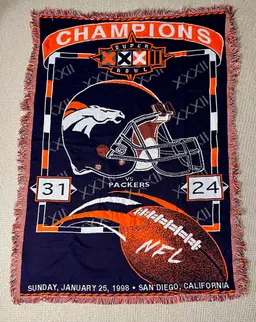 CHAMPIONS
SUPER
XXXII
BOWL
VS
PACKERS
31
24
NFL
SUNDAY, JANUARY 25, 1998 • SAN DIEGO, CALIFORNIA